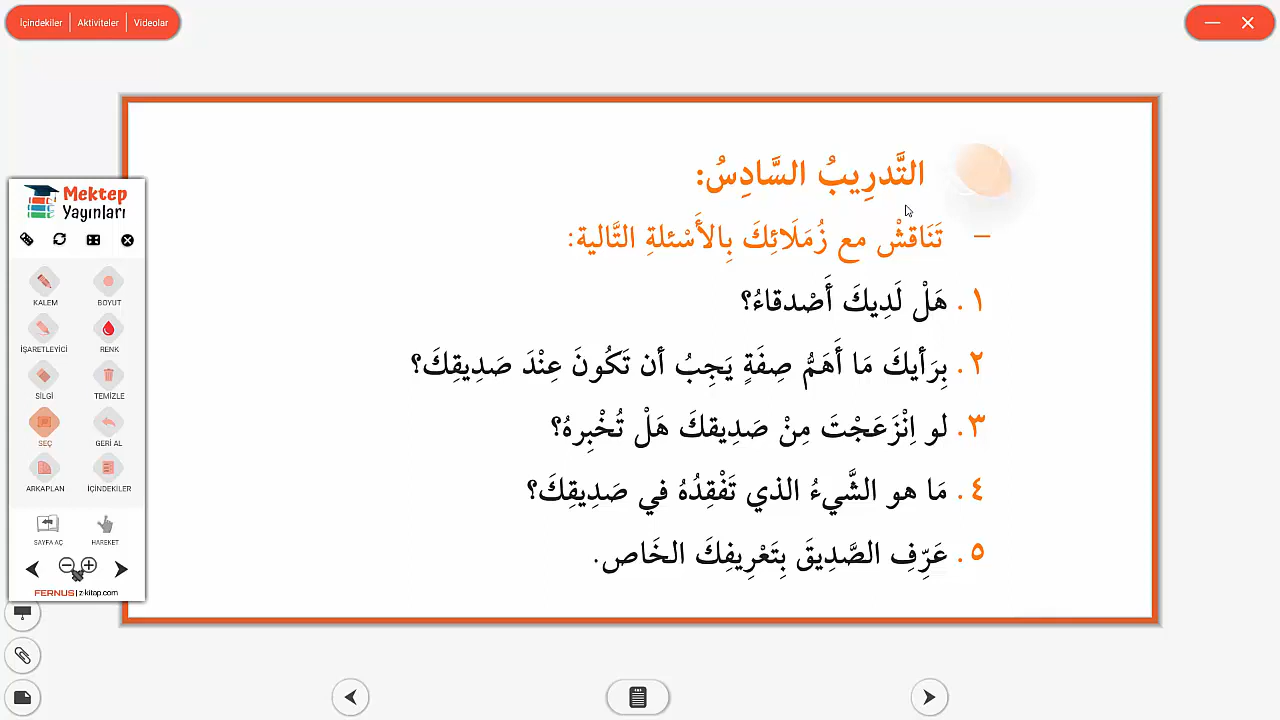 İçindekiler
Aktiviteler
Videolar
التَّدرِيبُ السَّادِسُ:
– تَنَاقشْ مع زُمَلَائِكَ بِالأَسْئلةِ التَّالية:
١. هَلْ لَدِيكَ أَصْدقاءُ؟
٢. بِرَأيكَ مَا أَهَمُّ صِفَةٍ يَجِبُ أن تَكُونَ عِنْدَ صَدِيقِكَ؟
٣. لو اِنْزَعَجْتَ مِنْ صَدِيقكَ هَلْ تُخْبِرهُ؟
٤. مَا هو الشَّيءُ الذي تَفْقِدُهُ في صَدِيقِكَ؟
٥. عَرِّفِ الصَّدِيقَ بِتَعْرِيفِكَ الخَاص.
Mektep
Yayınları
KALEM
BOYUT
İŞARETLEYİCİ
RENK
SİLGİ
TEMİZLE
SEÇ
GERİ AL
ARKAPLAN
İÇİNDEKİLER
SAYFA AÇ
HAREKET
FERNUS | z-kitap.com